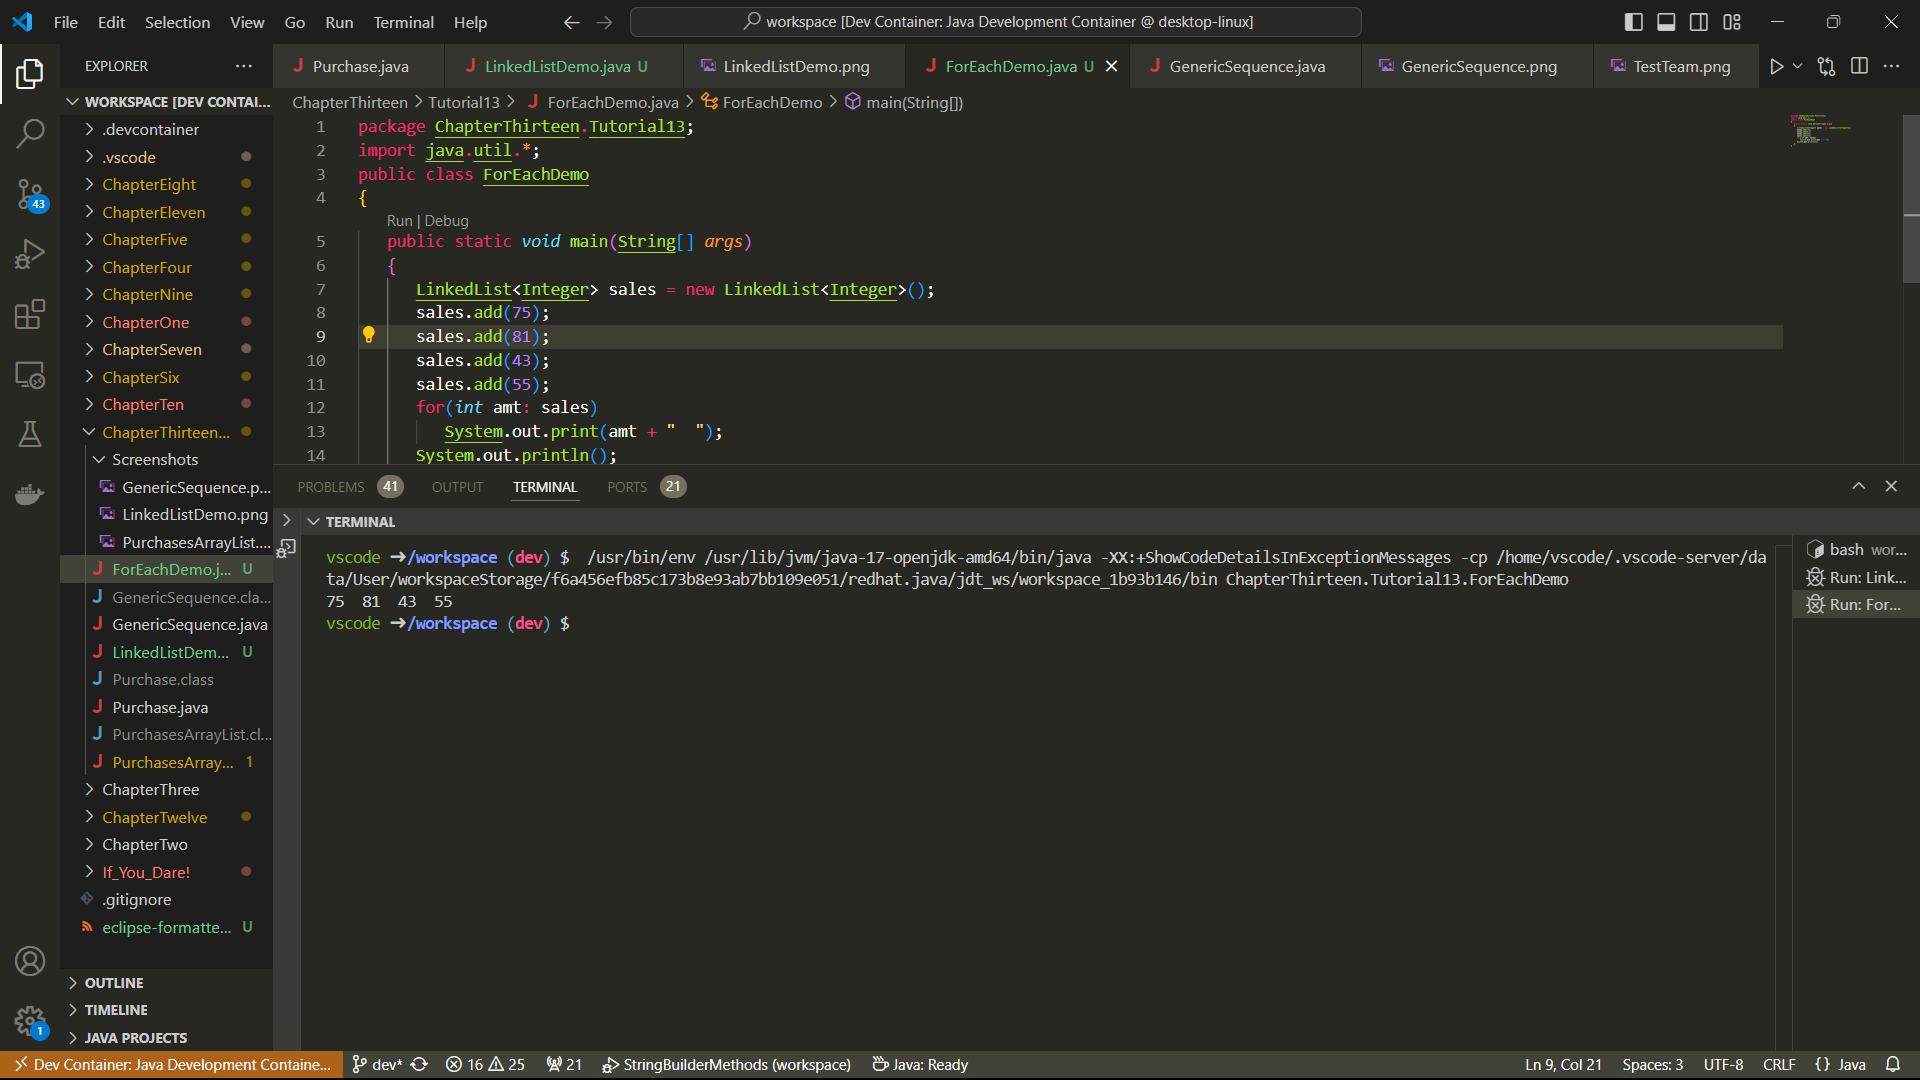 File Edit Selection View Go Run Terminal Help
workspace [Dev Container: Java Development Container @ desktop-linux]
EXPLORER
Purchase.java
LinkedListDemo.java U
LinkedListDemo.png
ForEachDemo.java U
GenericSequence.java
GenericSequence.png
TestTeam.png
WORKSPACE [DEV CONTAI...
.devcontainer
.vscode
ChapterEight
ChapterEleven
ChapterFive
ChapterFour
ChapterNine
ChapterOne
ChapterSeven
ChapterSix
ChapterTen
ChapterThirteen...
Screenshots
GenericSequence.p...
LinkedListDemo.png
PurchasesArrayList....
ForEachDemo.j... U
GenericSequence.cla...
GenericSequence.java
LinkedListDem... U
Purchase.class
Purchase.java
PurchasesArrayList.cl...
PurchasesArray... 1
ChapterThree
ChapterTwelve
ChapterTwo
If_You_Dare!
.gitignore
eclipse-formatte... U
OUTLINE
TIMELINE
JAVA PROJECTS
43
1
ChapterThirteen > Tutorial13 > ForEachDemo.java > ForEachDemo > main(String[])
1 package ChapterThirteen.Tutorial13;
2 import java.util.*;
3 public class ForEachDemo
4 {
Run | Debug
5 public static void main(String[] args)
6 {
7 LinkedList<Integer> sales = new LinkedList<Integer>();
8 sales.add(75);
9 sales.add(81);
10 sales.add(43);
11 sales.add(55);
12 for(int amt: sales)
13 System.out.print(amt + "  ");
14 System.out.println();
PROBLEMS 41 OUTPUT TERMINAL PORTS 21
TERMINAL
vscode ➜/workspace (dev) $  /usr/bin/env /usr/lib/jvm/java-17-openjdk-amd64/bin/java -XX:+ShowCodeDetailsInExceptionMessages -cp /home/vscode/.vscode-server/da
ta/User/workspaceStorage/f6a456efb85c173b8e93ab7bb109e051/redhat.java/jdt_ws/workspace_1b93b146/bin ChapterThirteen.Tutorial13.ForEachDemo
75  81  43  55
vscode ➜/workspace (dev) $
bash wor...
Run: Link...
Run: For...
Dev Container: Java Development Containe... dev* 16 25 21 StringBuilderMethods (workspace) Java: Ready Ln 9, Col 21 Spaces: 3 UTF-8 CRLF {} Java